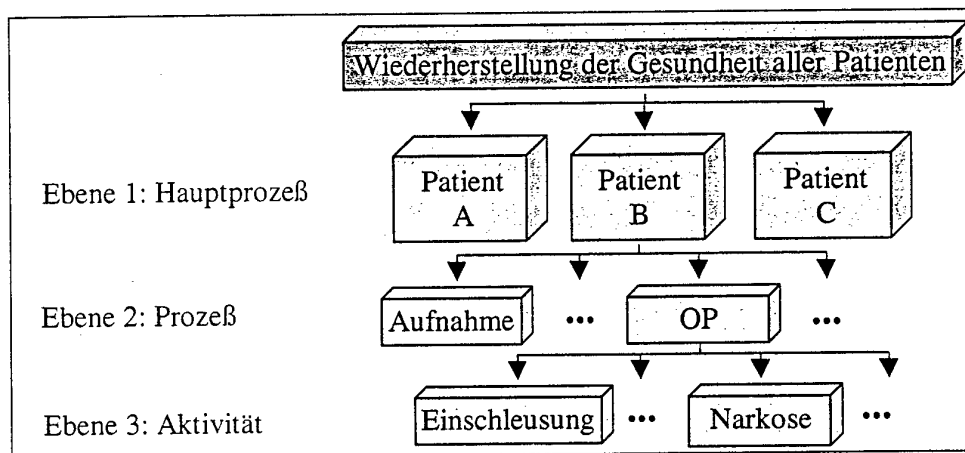 Wiederherstellung der Gesundheit aller Patienten
Ebene 1: Hauptprozeß
Patient
A
Patient
B
Patient
C
Ebene 2: Prozeß
Aufnahme
...
OP
...
Ebene 3: Aktivität
Einschleusung
...
Narkose
...